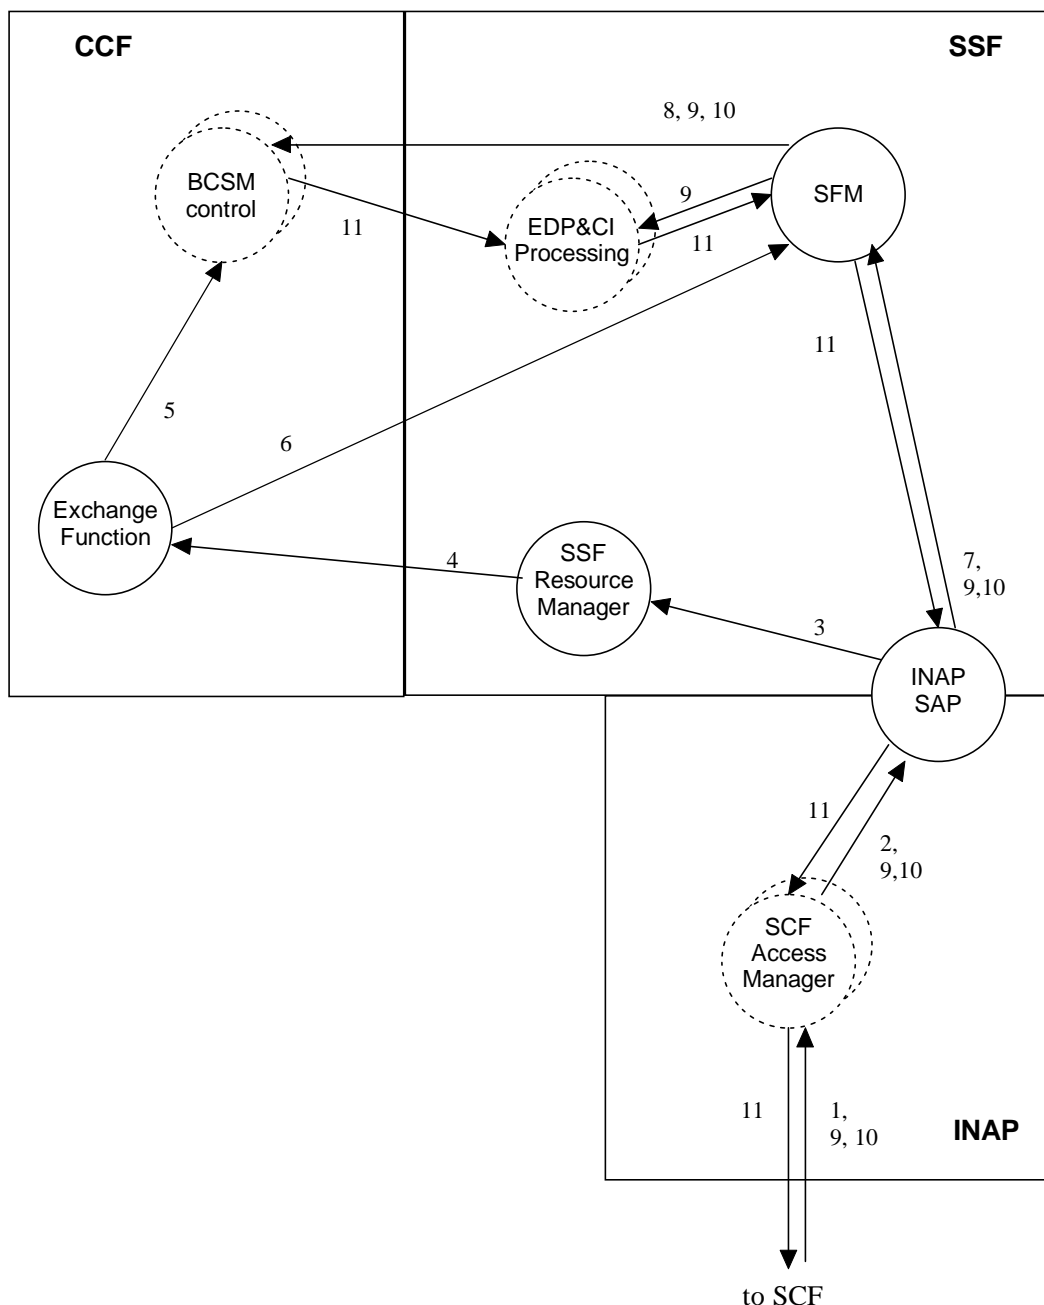 CCF
SSF
8, 9, 10
BCSM
control
SFM
9
EDP&CI
Processing
11
11
11
5
6
Exchange
Function
SSF
Resource
Manager
4
7,
9,10
3
INAP
SAP
11
2,
9,10
SCF
Access
Manager
11
1,
9, 10
INAP
to SCF